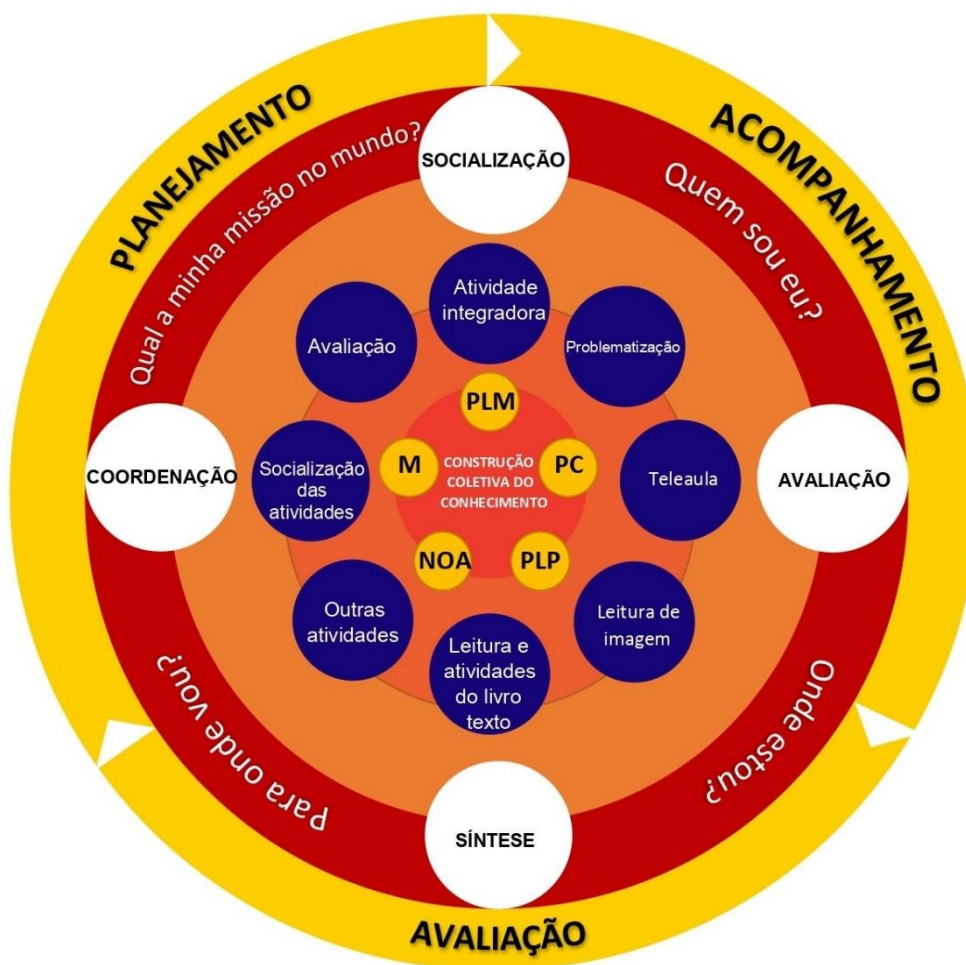 PLANEJAMENTO
ACOMPANHAMENTO
AVALIAÇÃO
Qual a minha missão no mundo?
Quem sou eu?
Onde estou?
Para onde vou?
SOCIALIZAÇÃO
AVALIAÇÃO
SÍNTESE
COORDENAÇÃO
Atividade
integradora
Problematização
Teleaula
Leitura de
imagem
Leitura e
atividades
do livro
texto
Outras
atividades
Socialização
das
atividades
Avaliação
PLM
PC
PLP
NOA
M
CONSTRUÇÃO
COLETIVA DO
CONHECIMENTO